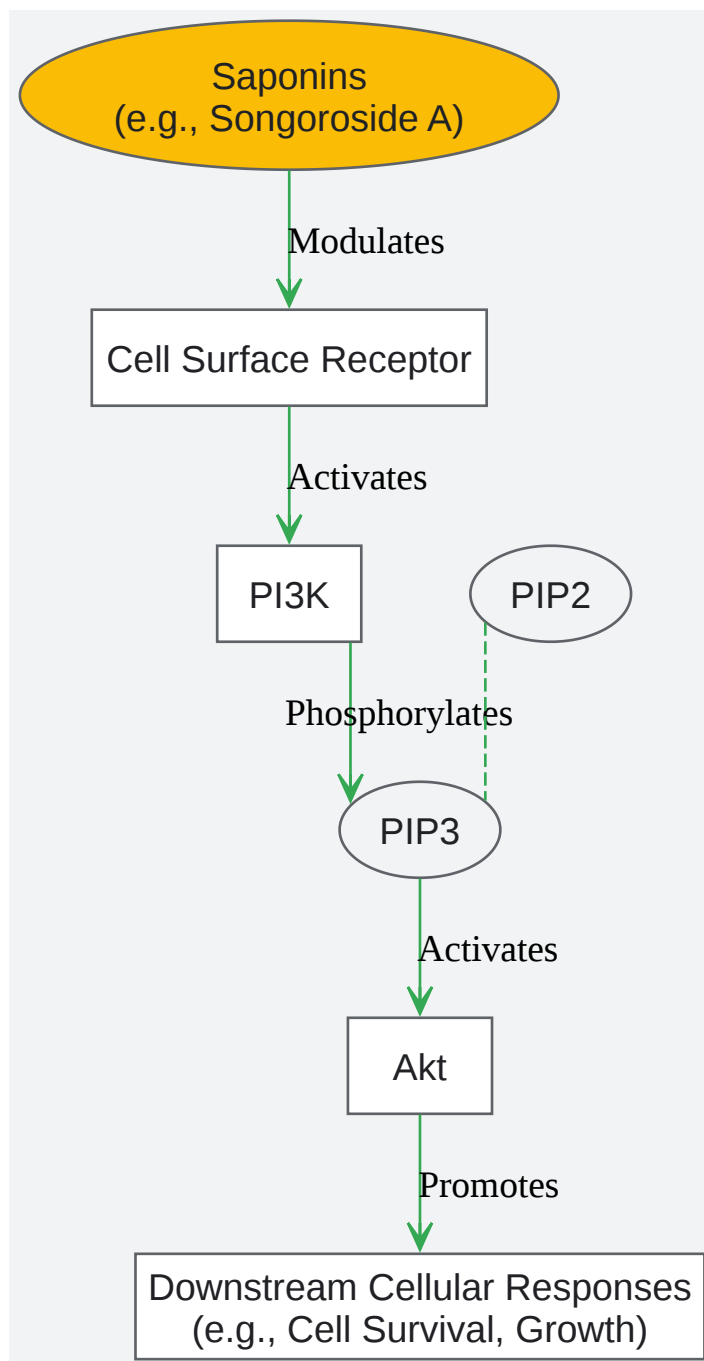 Saponins
(e.g., Songoroside A)
Modulates
Cell Surface Receptor
Activates
PI3K
PIP2
Phosphorylates
PIP3
Activates
Akt
Promotes
Downstream Cellular Responses
(e.g., Cell Survival, Growth)